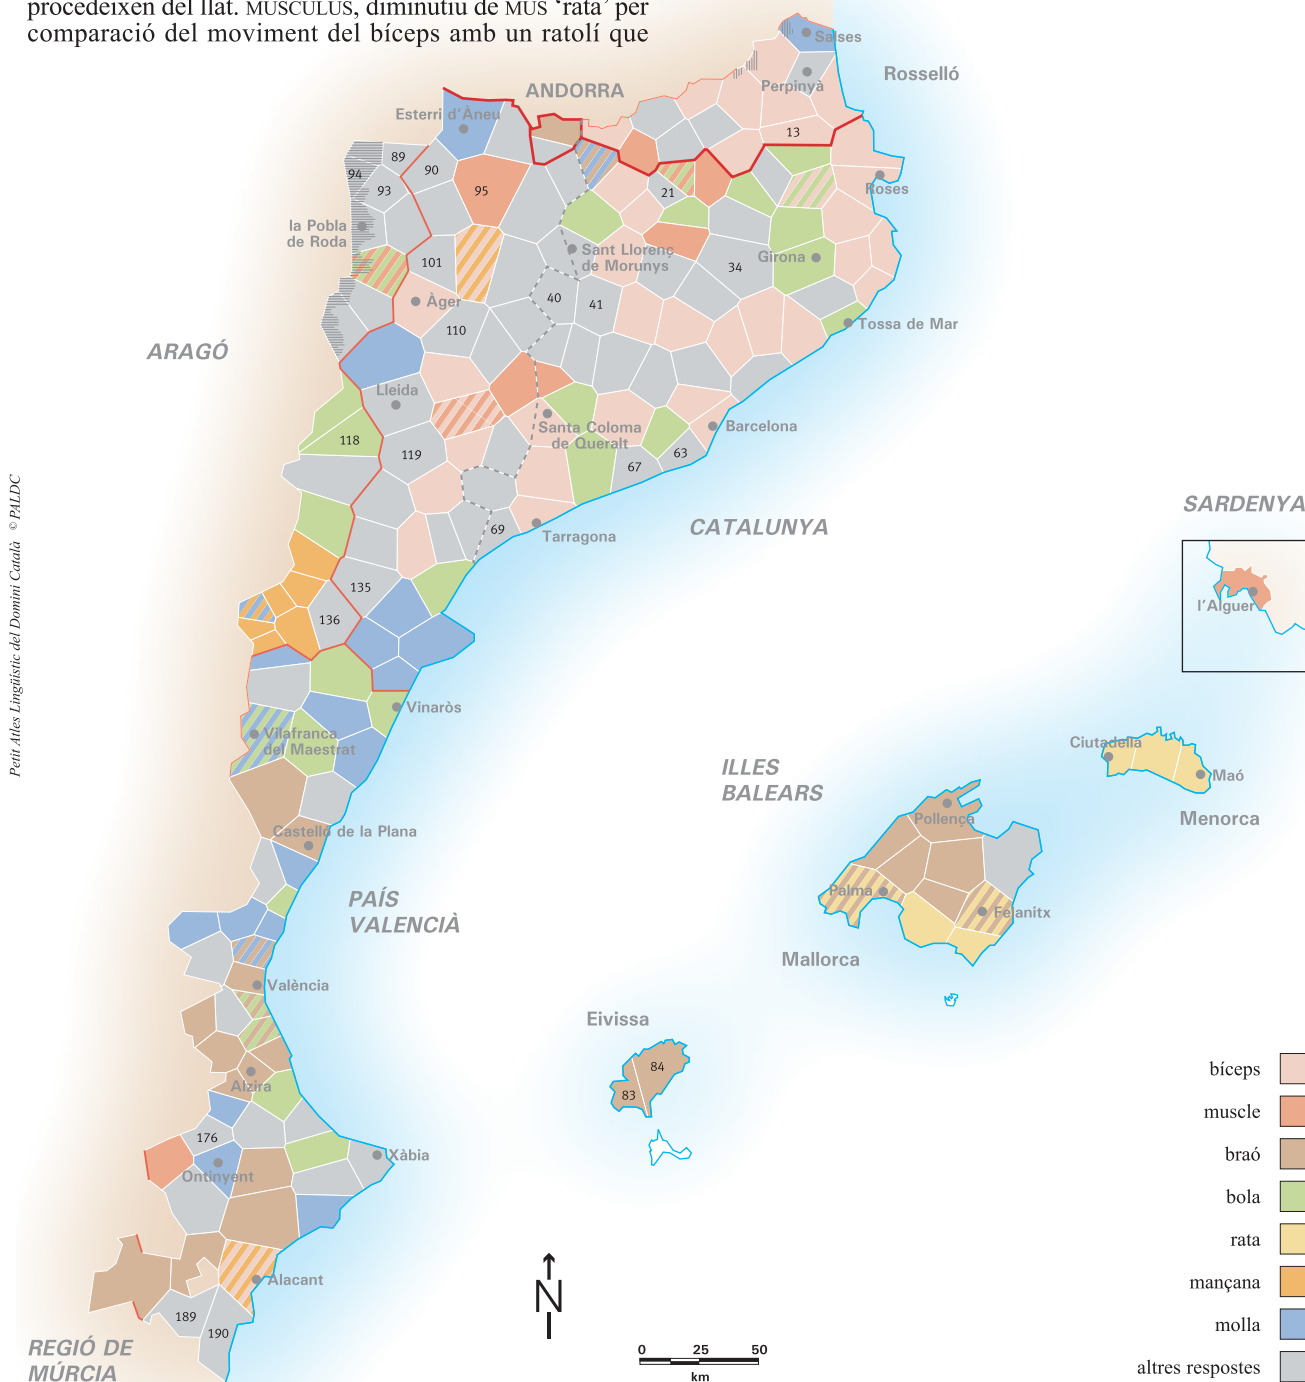 procedeixen del llat. MUSCULUS, diminutiu de MUS ‘rata’ per
comparació del moviment del bíceps amb un ratolí que
Salses
Rosselló
Perpinyà
ANDORRA
Esterri d’Àneu
13
89
90
94
93
95
21
Roses
la Pobla
de Roda
Sant Llorenç
de Morunys
101
34
Girona
Àger
40
41
110
Tossa de Mar
ARAGÓ
Lleida
Santa Coloma
de Queralt
Barcelona
118
119
63
67
69
Tarragona
CATALUNYA
SARDENYA
l’Alguer
135
136
Petit Atles Lingüístic del Domini Català © PALDC
Vinaròs
Vilafranca
del Maestrat
ILLES
BALEARS
Ciutadella
Maó
Menorca
Pollença
Castelló de la Plana
PAÍS
VALENCIÀ
Palma
Felanitx
Mallorca
València
Eivissa
84
83
Alzira
176
Xàbia
Ontinyent
Alacant
189
190
REGIÓ DE
MÚRCIA
N
0 25 50
km
bíceps
muscle
braó
bola
rata
mançana
molla
altres respostes